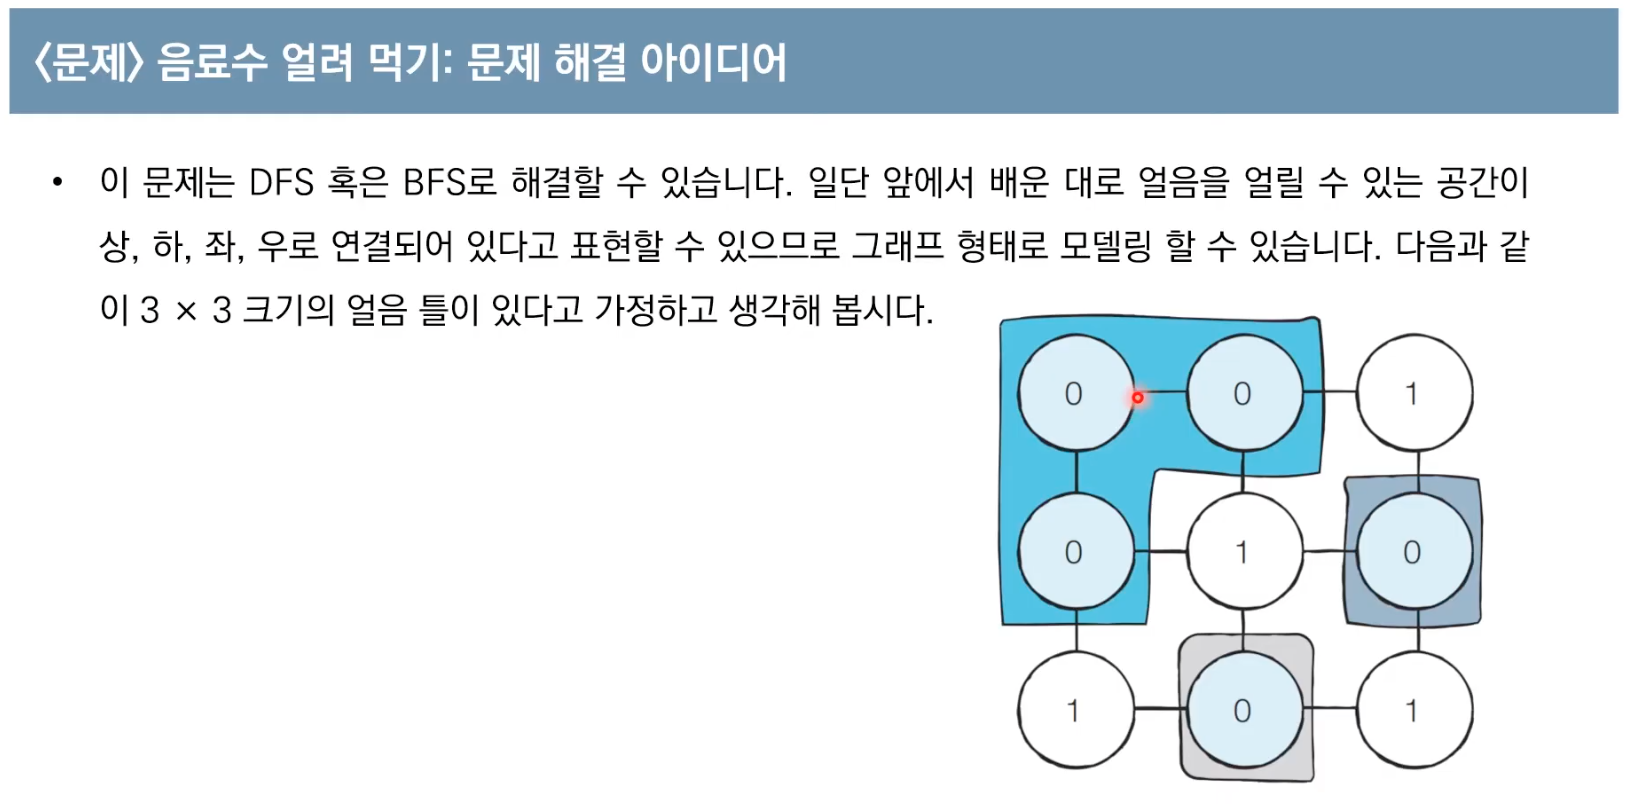 〈문제〉 음료수 얼려 먹기: 문제 해결 아이디어
• 이 문제는 DFS 혹은 BFS로 해결할 수 있습니다. 일단 앞에서 배운 대로 얼음을 얼릴 수 있는 공간이
상, 하, 좌, 우로 연결되어 있다고 표현할 수 있으므로 그래프 형태로 모델링 할 수 있습니다. 다음과 같
이 3 × 3 크기의 얼음 틀이 있다고 가정하고 생각해 봅시다.
0 0 1
0 1 0
1 0 1